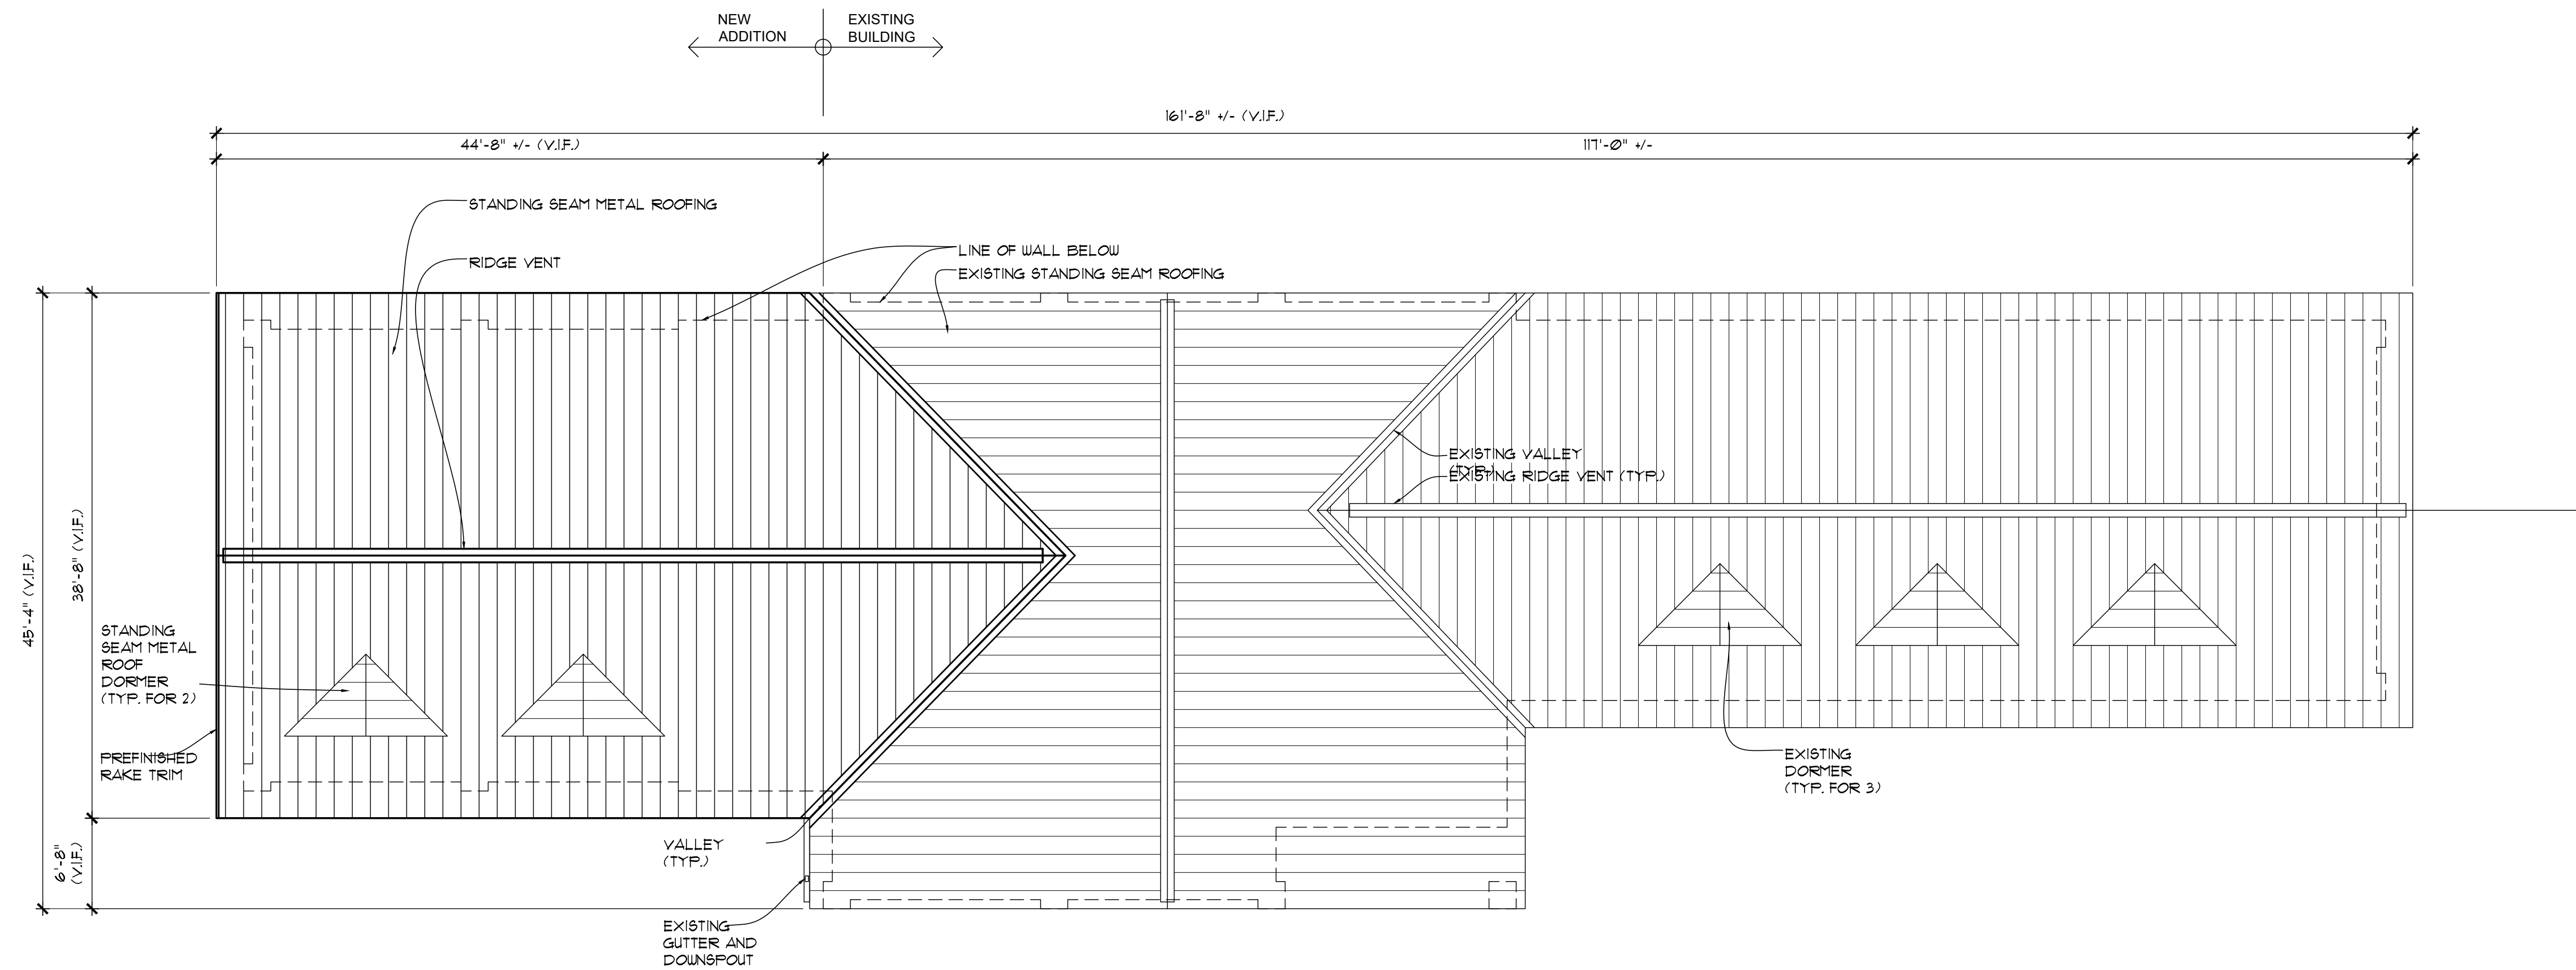 NEW
ADDITION
EXISTING
BUILDING
161'-8" +/- (V.I.F.)
44'-8" +/- (V.I.F.)
117'-0" +/-
STANDING SEAM METAL ROOFING
RIDGE VENT
LINE OF WALL BELOW
EXISTING STANDING SEAM ROOFING
EXISTING VALLEY
(TYP.)
EXISTING RIDGE VENT (TYP.)
45'-4" (V.I.F.)
38'-8" (V.I.F.)
6'-8"
(V.I.F.)
STANDING
SEAM METAL
ROOF
DORMER
(TYP. FOR 2)
PREFINISHED
RAKE TRIM
VALLEY
(TYP.)
EXISTING
GUTTER AND
DOWNSPOUT
EXISTING
DORMER
(TYP. FOR 3)